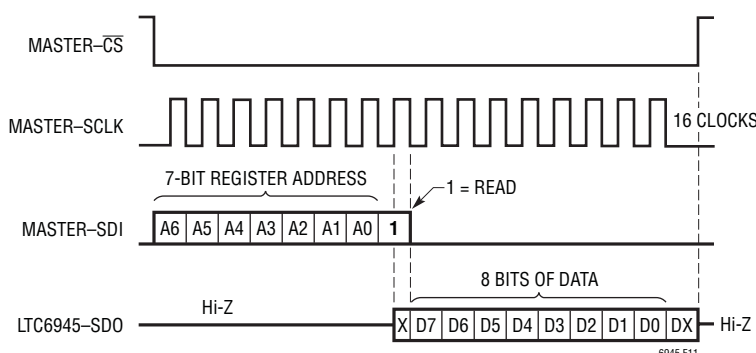 MASTER–CS
MASTER–SCLK
16 CLOCKS
7-BIT REGISTER ADDRESS
1 = READ
MASTER–SDI
A6 A5 A4 A3 A2 A1 A0 1
8 BITS OF DATA
Hi-Z
LTC6945–SDO
X D7 D6 D5 D4 D3 D2 D1 D0 DX
Hi-Z
6945 F11